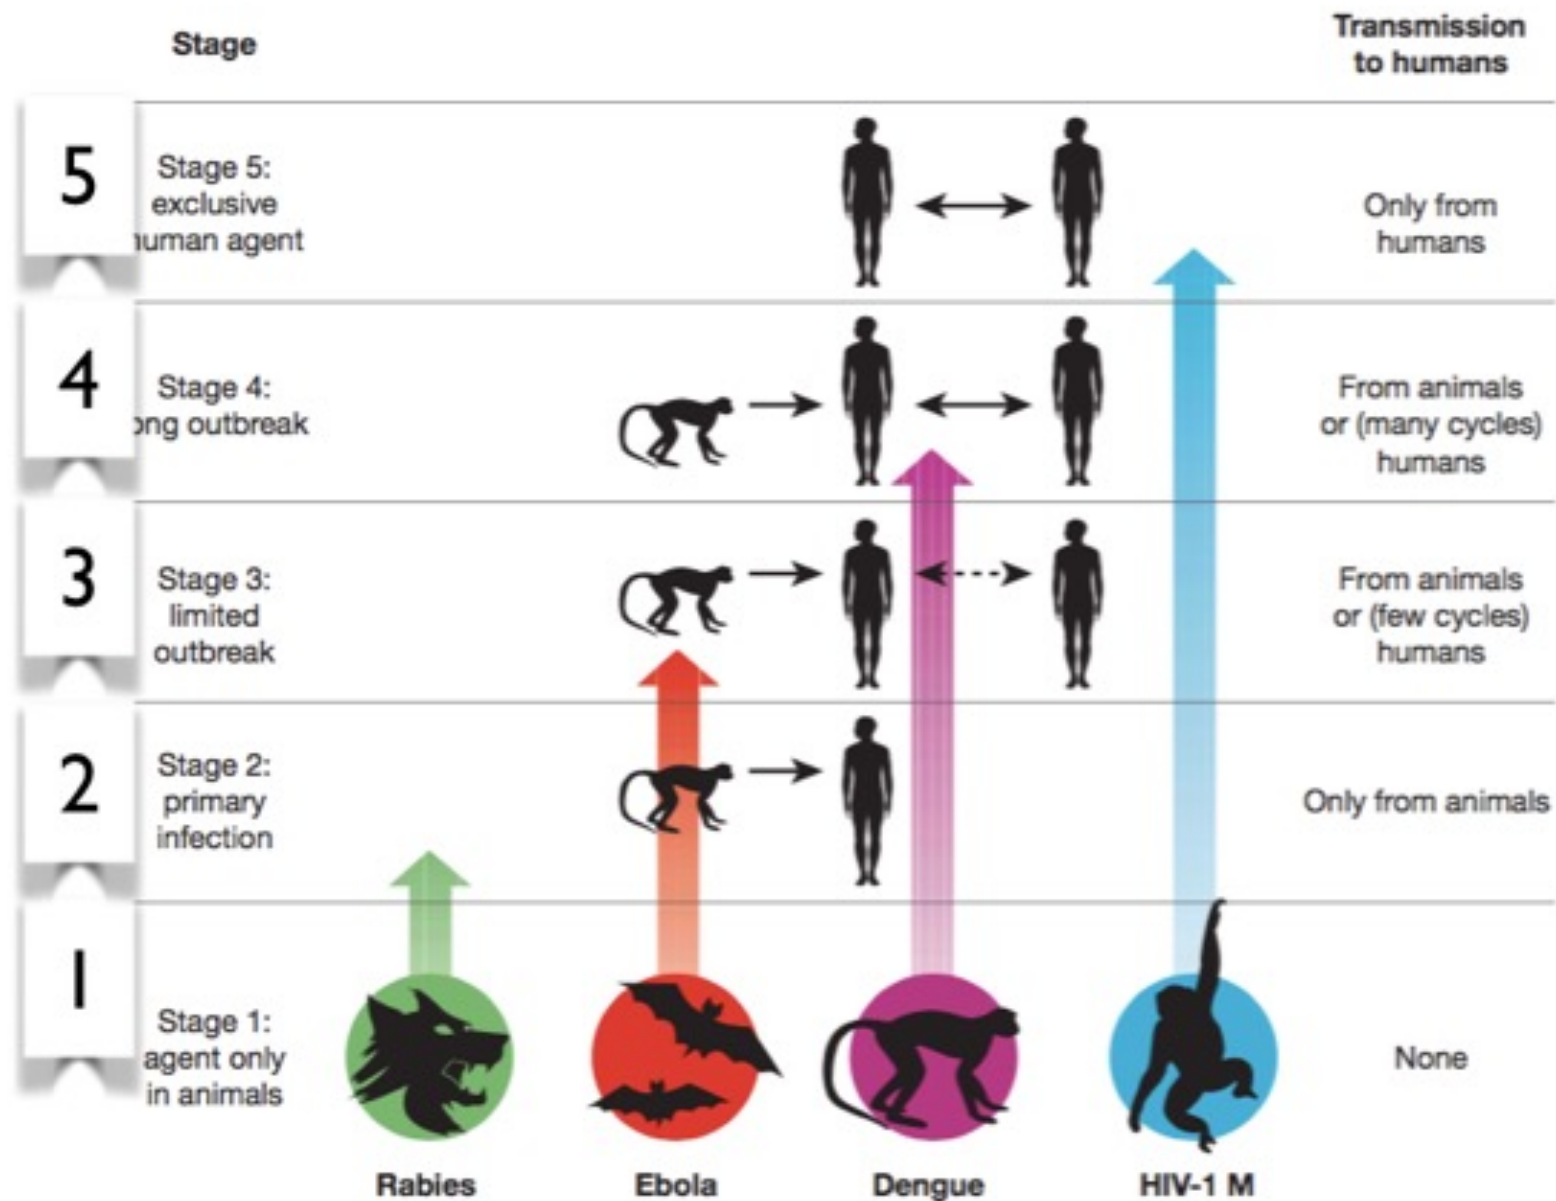 Stage
Transmission
to humans
5
Stage 5:
exclusive
human agent
Only from
humans
4
Stage 4:
ong outbreak
From animals
or (many cycles)
humans
3
Stage 3:
limited
outbreak
From animals
or (few cycles)
humans
2
Stage 2:
primary
infection
Only from animals
1
Stage 1:
agent only
in animals
None
Rabies
Ebola
Dengue
HIV-1 M